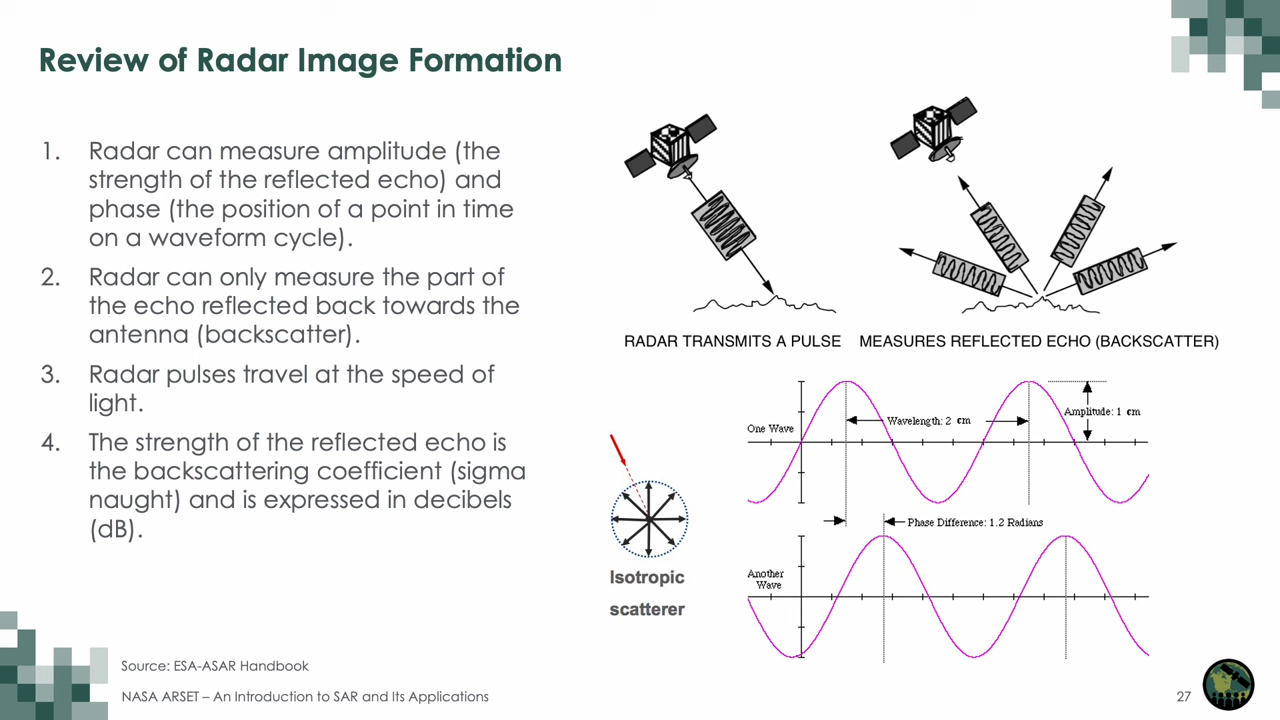 Review of Radar Image Formation
1. Radar can measure amplitude (the
strength of the reflected echo) and
phase (the position of a point in time
on a waveform cycle).
2. Radar can only measure the part of
the echo reflected back towards the
antenna (backscatter).
3. Radar pulses travel at the speed of
light.
4. The strength of the reflected echo is
the backscattering coefficient (sigma
naught) and is expressed in decibels
(dB).
RADAR TRANSMITS A PULSE
MEASURES REFLECTED ECHO (BACKSCATTER)
One Wave
Wavelength: 2 cm
Amplitude: 1 cm
Phase Difference: 1.2 Radians
Another
Wave
Isotropic
scatterer
Source: ESA-ASAR Handbook
NASA ARSET – An Introduction to SAR and Its Applications
27